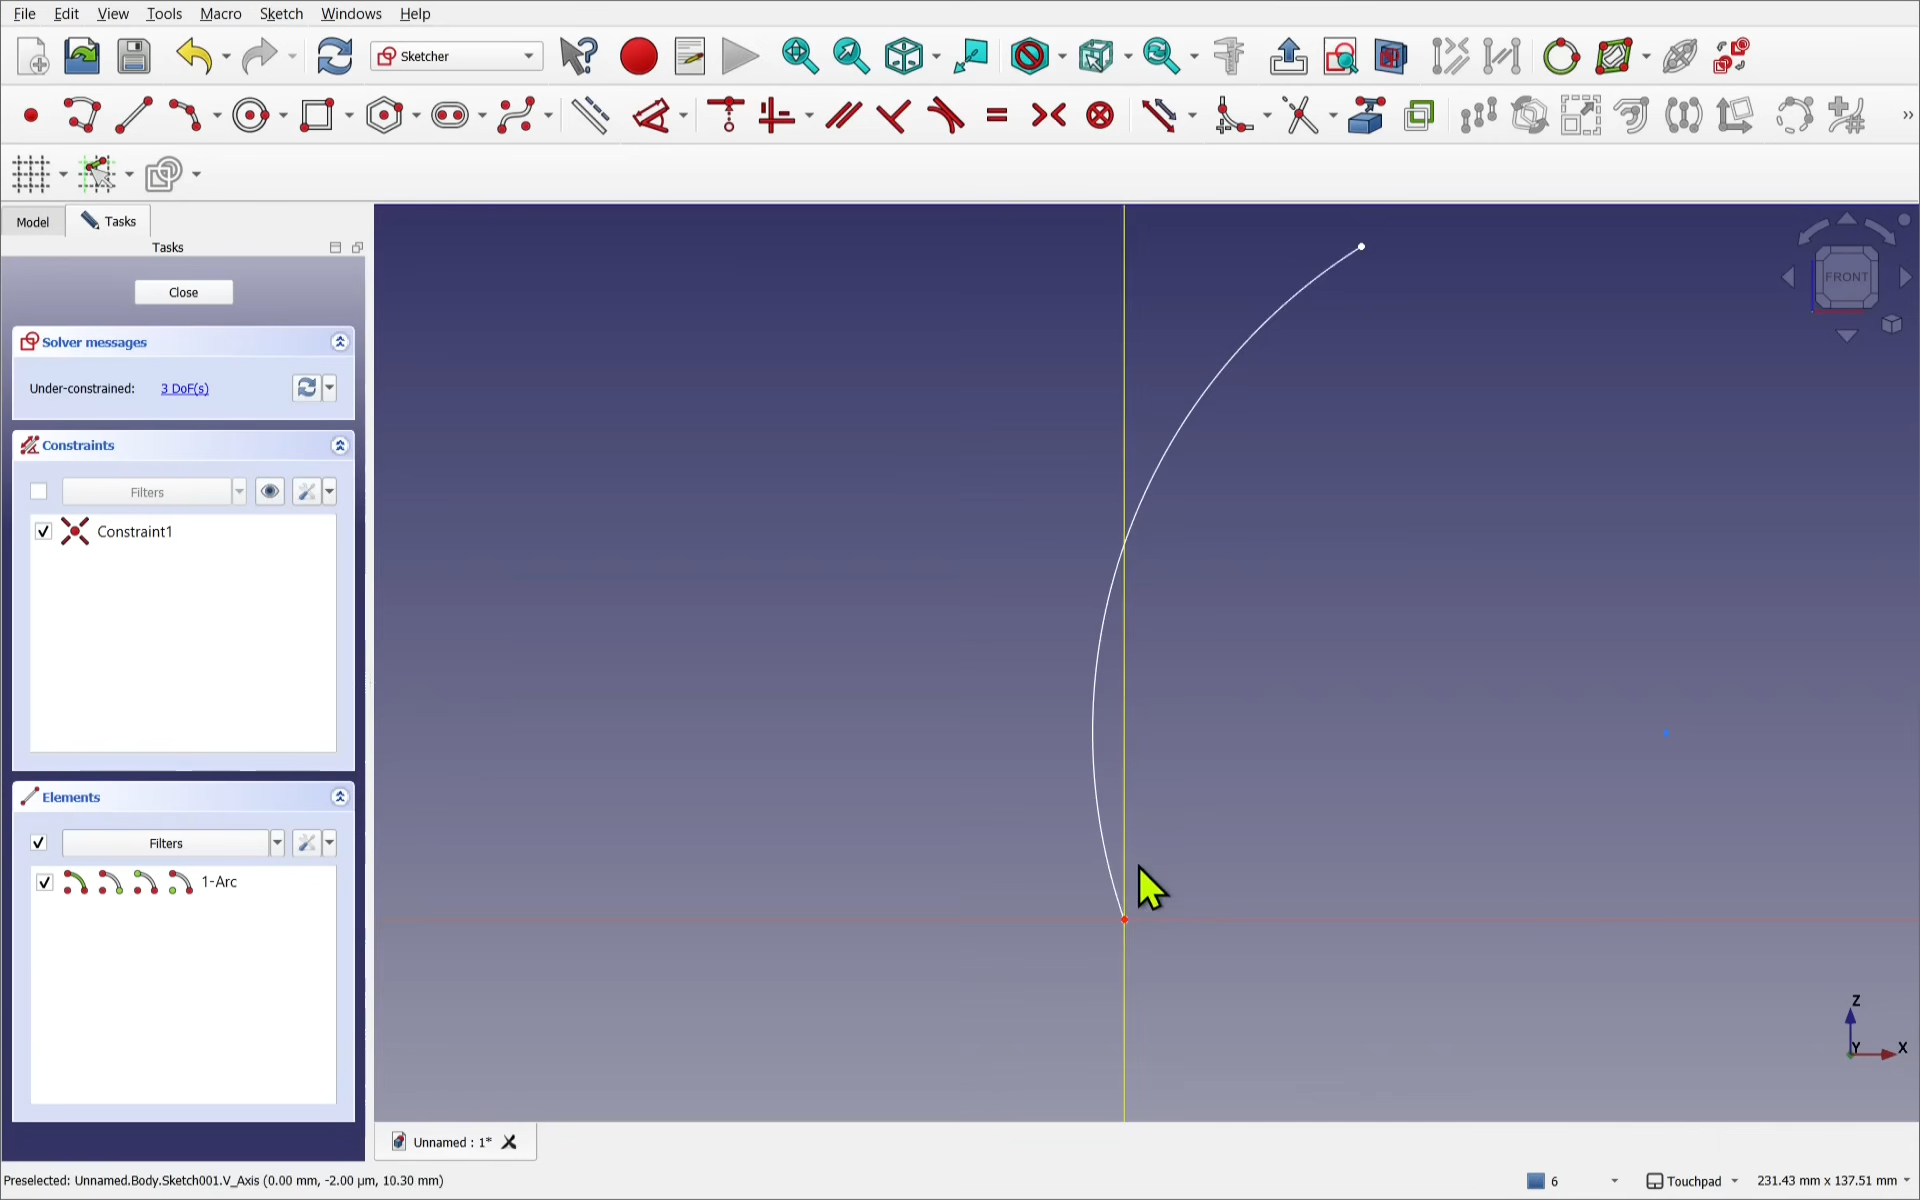 File Edit View Tools Macro Sketch Windows Help
Sketcher
Model Tasks
Tasks
Close
Solver messages
Under-constrained: 3 DoF(s)
Constraints
Filters
Constraint1
Elements
Filters
1-Arc
FRONT
Z
Y X
Unnamed : 1*
Preselected: Unnamed.Body.Sketch001.V_Axis (0.00 mm, -2.00 µm, 10.30 mm) 6 Touchpad 231.43 mm x 137.51 mm